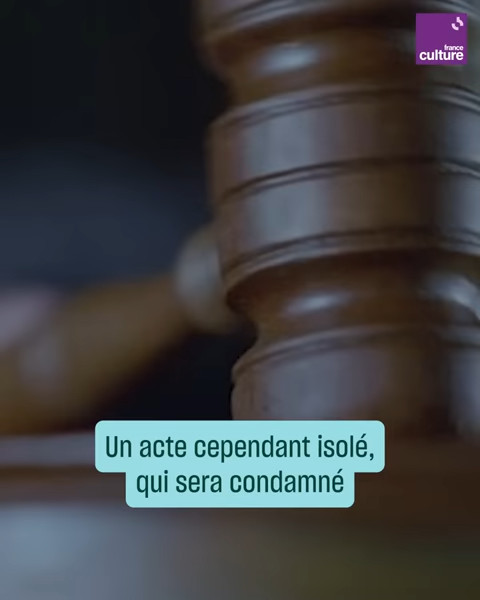 france
culture
Un acte cependant isolé,
qui sera condamné